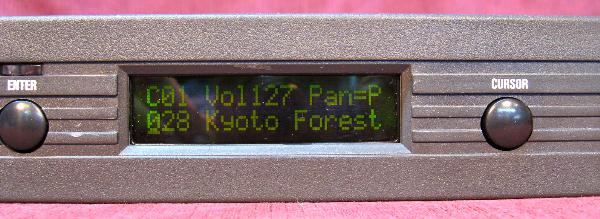 ENTER
CURSOR
C01 Vol127 Pan=P
028 Kyoto Forest